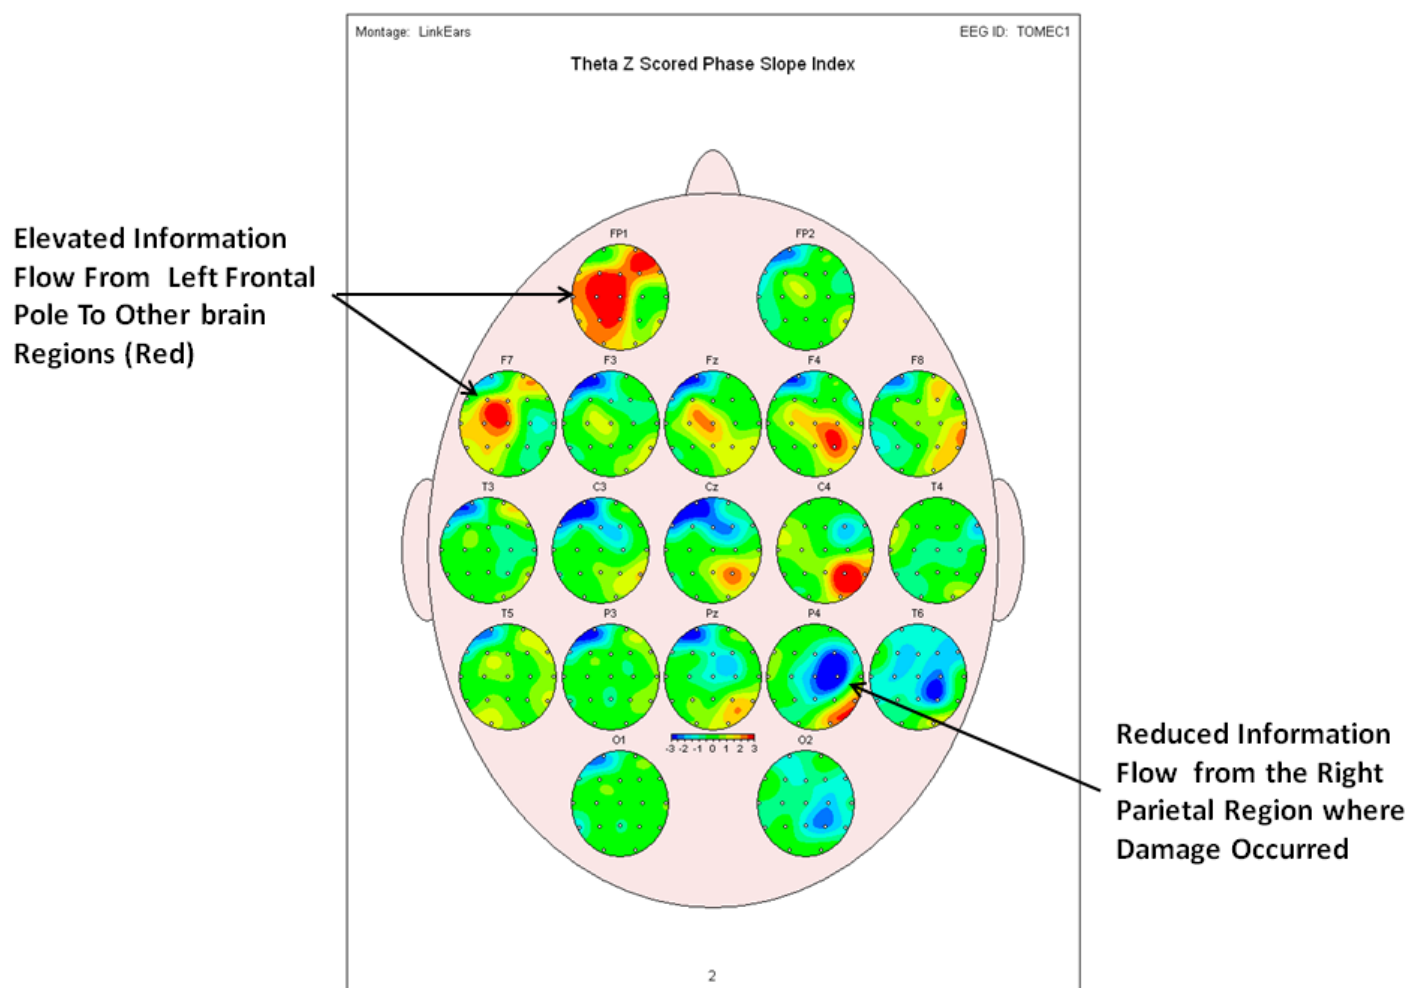 Montage: LinkEars
EEG ID: TOMEC1
Theta Z Scored Phase Slope Index
Elevated Information
Flow From Left Frontal
Pole To Other brain
Regions (Red)
FP1
FP2
F7
F3
Fz
F4
F8
T3
C3
Cz
C4
T4
T5
P3
Pz
P4
T6
O1
-3 -2 -1 0 1 2 3
O2
Reduced Information
Flow from the Right
Parietal Region where
Damage Occurred
2